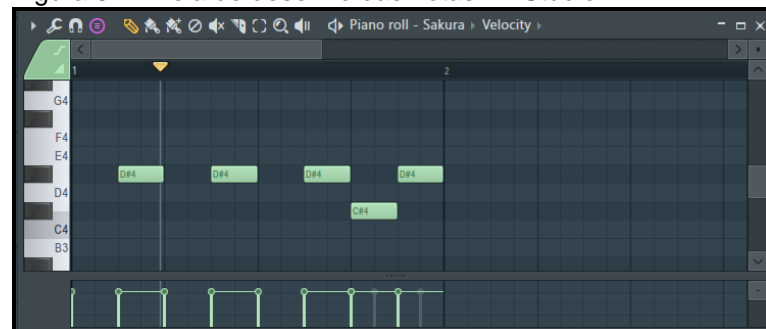 Piano roll - Sakura ▸ Velocity ▸
1 2
G4
F4
E4
D#4 D#4 D#4 D#4
D4
C#4
C4
B3